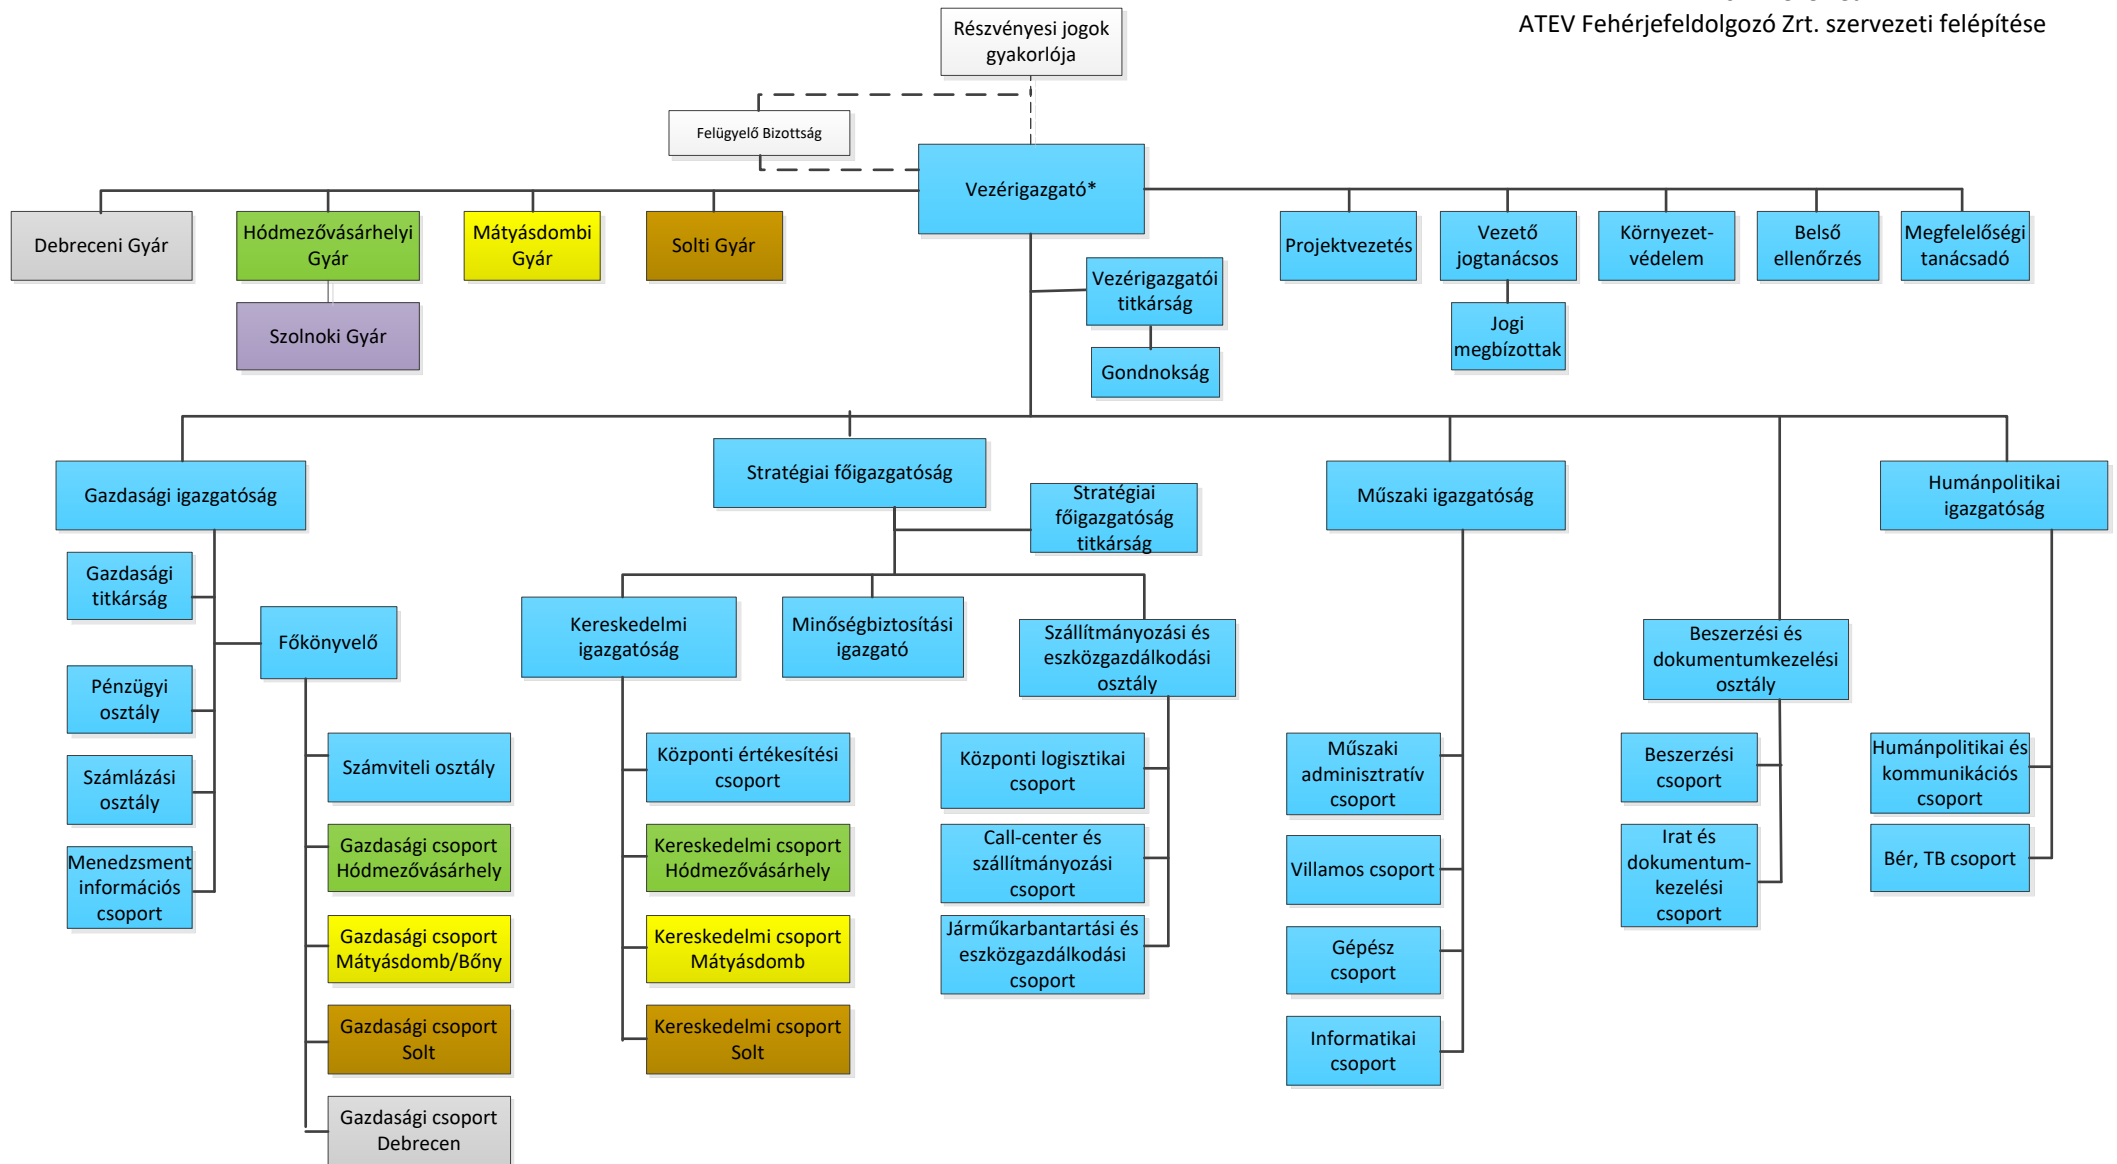 ATEV Fehérjefeldolgozó Zrt. szervezeti felépítése
Részvényesi jogok
gyakorlója
Felügyelő Bizottság
Vezérigazgató*
Debreceni Gyár
Hódmezővásárhelyi
Gyár
Mátyásdombi
Gyár
Solti Gyár
Szolnoki Gyár
Projektvezetés
Vezető
jogtanácsos
Környezet-
védelem
Belső
ellenőrzés
Megfelelőségi
tanácsadó
Jogi
megbízottak
Vezérigazgatói
titkárság
Gondnokság
Gazdasági igazgatóság
Stratégiai főigazgatóság
Stratégiai
főigazgatóság
titkárság
Műszaki igazgatóság
Humánpolitikai
igazgatóság
Gazdasági
titkárság
Főkönyvelő
Pénzügyi
osztály
Számlázási
osztály
Menedzsment
információs
csoport
Számviteli osztály
Gazdasági csoport
Hódmezővásárhely
Gazdasági csoport
Mátyásdomb/Bőny
Gazdasági csoport
Solt
Gazdasági csoport
Debrecen
Kereskedelmi
igazgatóság
Minőségbiztosítási
igazgató
Szállítmányozási és
eszközgazdálkodási
osztály
Központi értékesítési
csoport
Kereskedelmi csoport
Hódmezővásárhely
Kereskedelmi csoport
Mátyásdomb
Kereskedelmi csoport
Solt
Központi logisztikai
csoport
Call-center és
szállítmányozási
csoport
Járműkarbantartási és
eszközgazdálkodási
csoport
Műszaki
adminisztratív
csoport
Villamos csoport
Gépész
csoport
Informatikai
csoport
Beszerzési és
dokumentumkezelési
osztály
Beszerzési
csoport
Irat és
dokumentum-
kezelési
csoport
Humánpolitikai és
kommunikációs
csoport
Bér, TB csoport